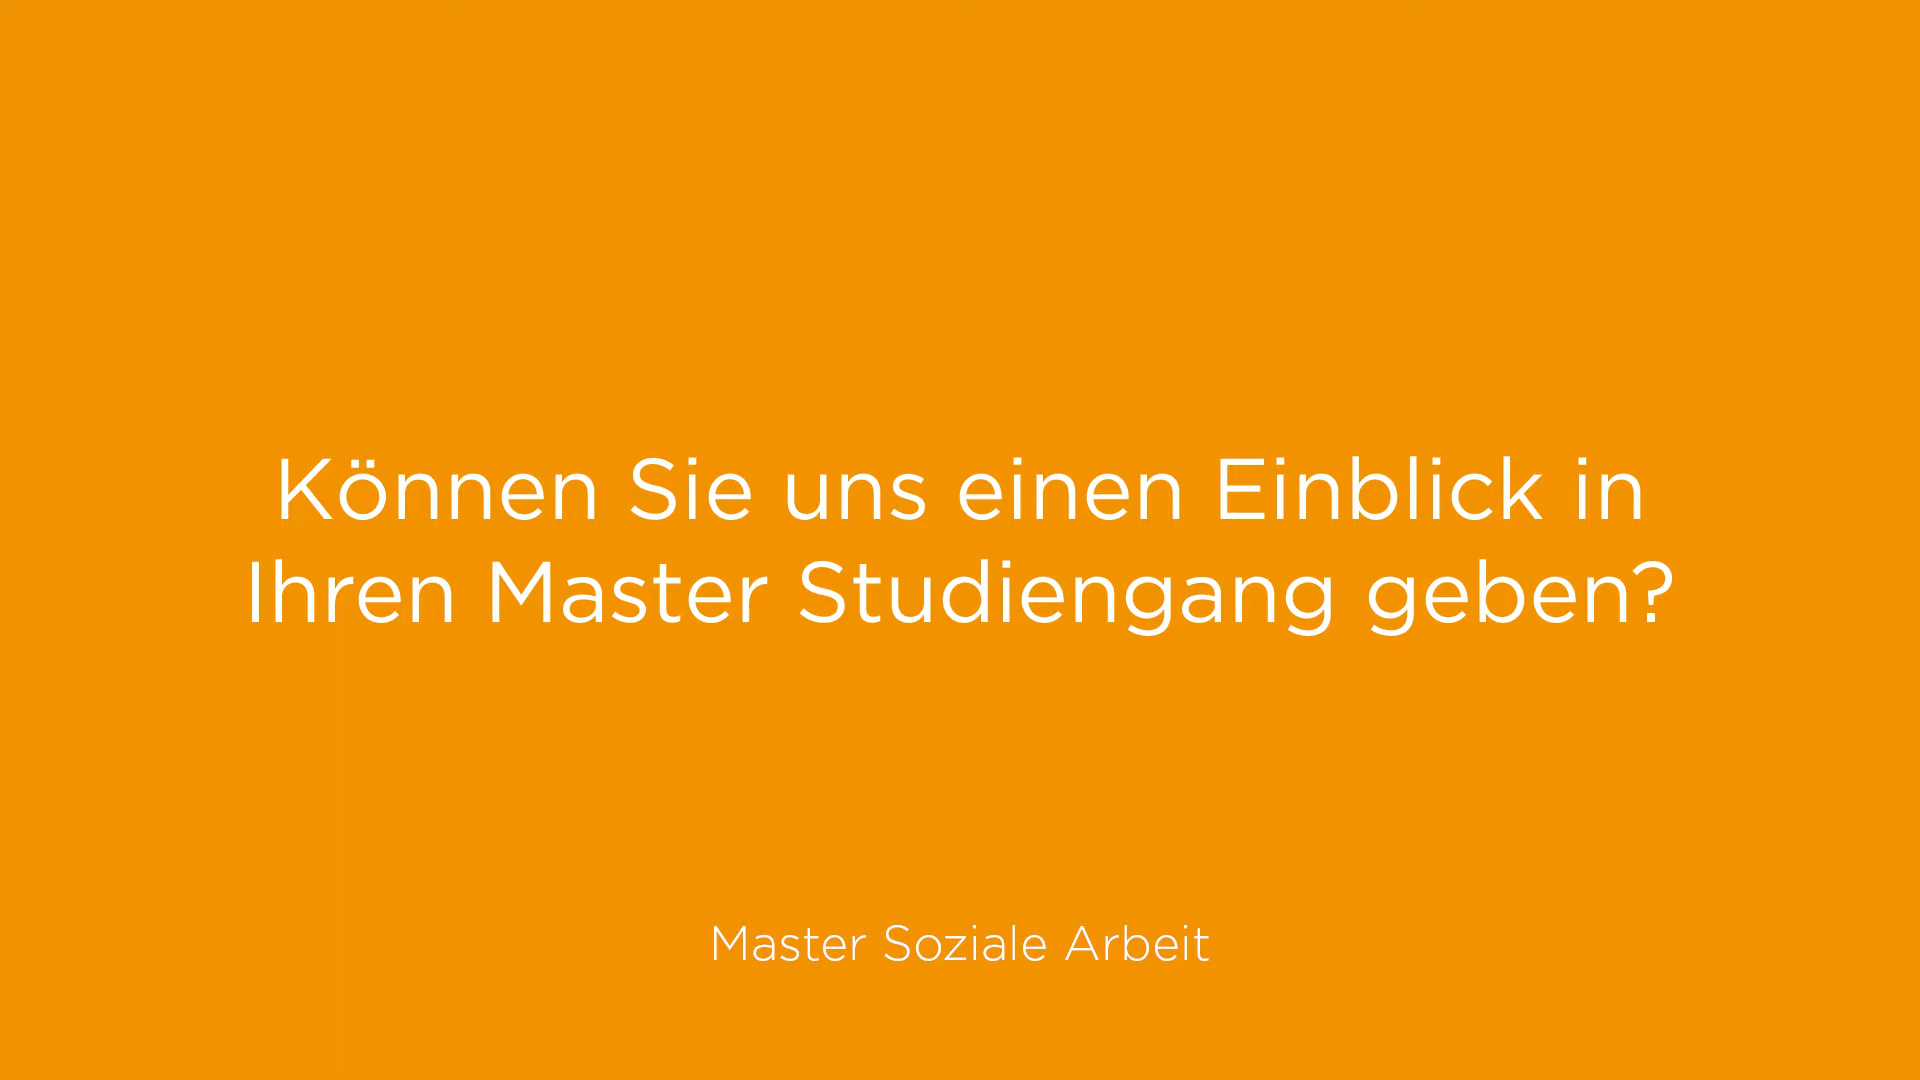 Können Sie uns einen Einblick in
Ihren Master Studiengang geben?
Master Soziale Arbeit